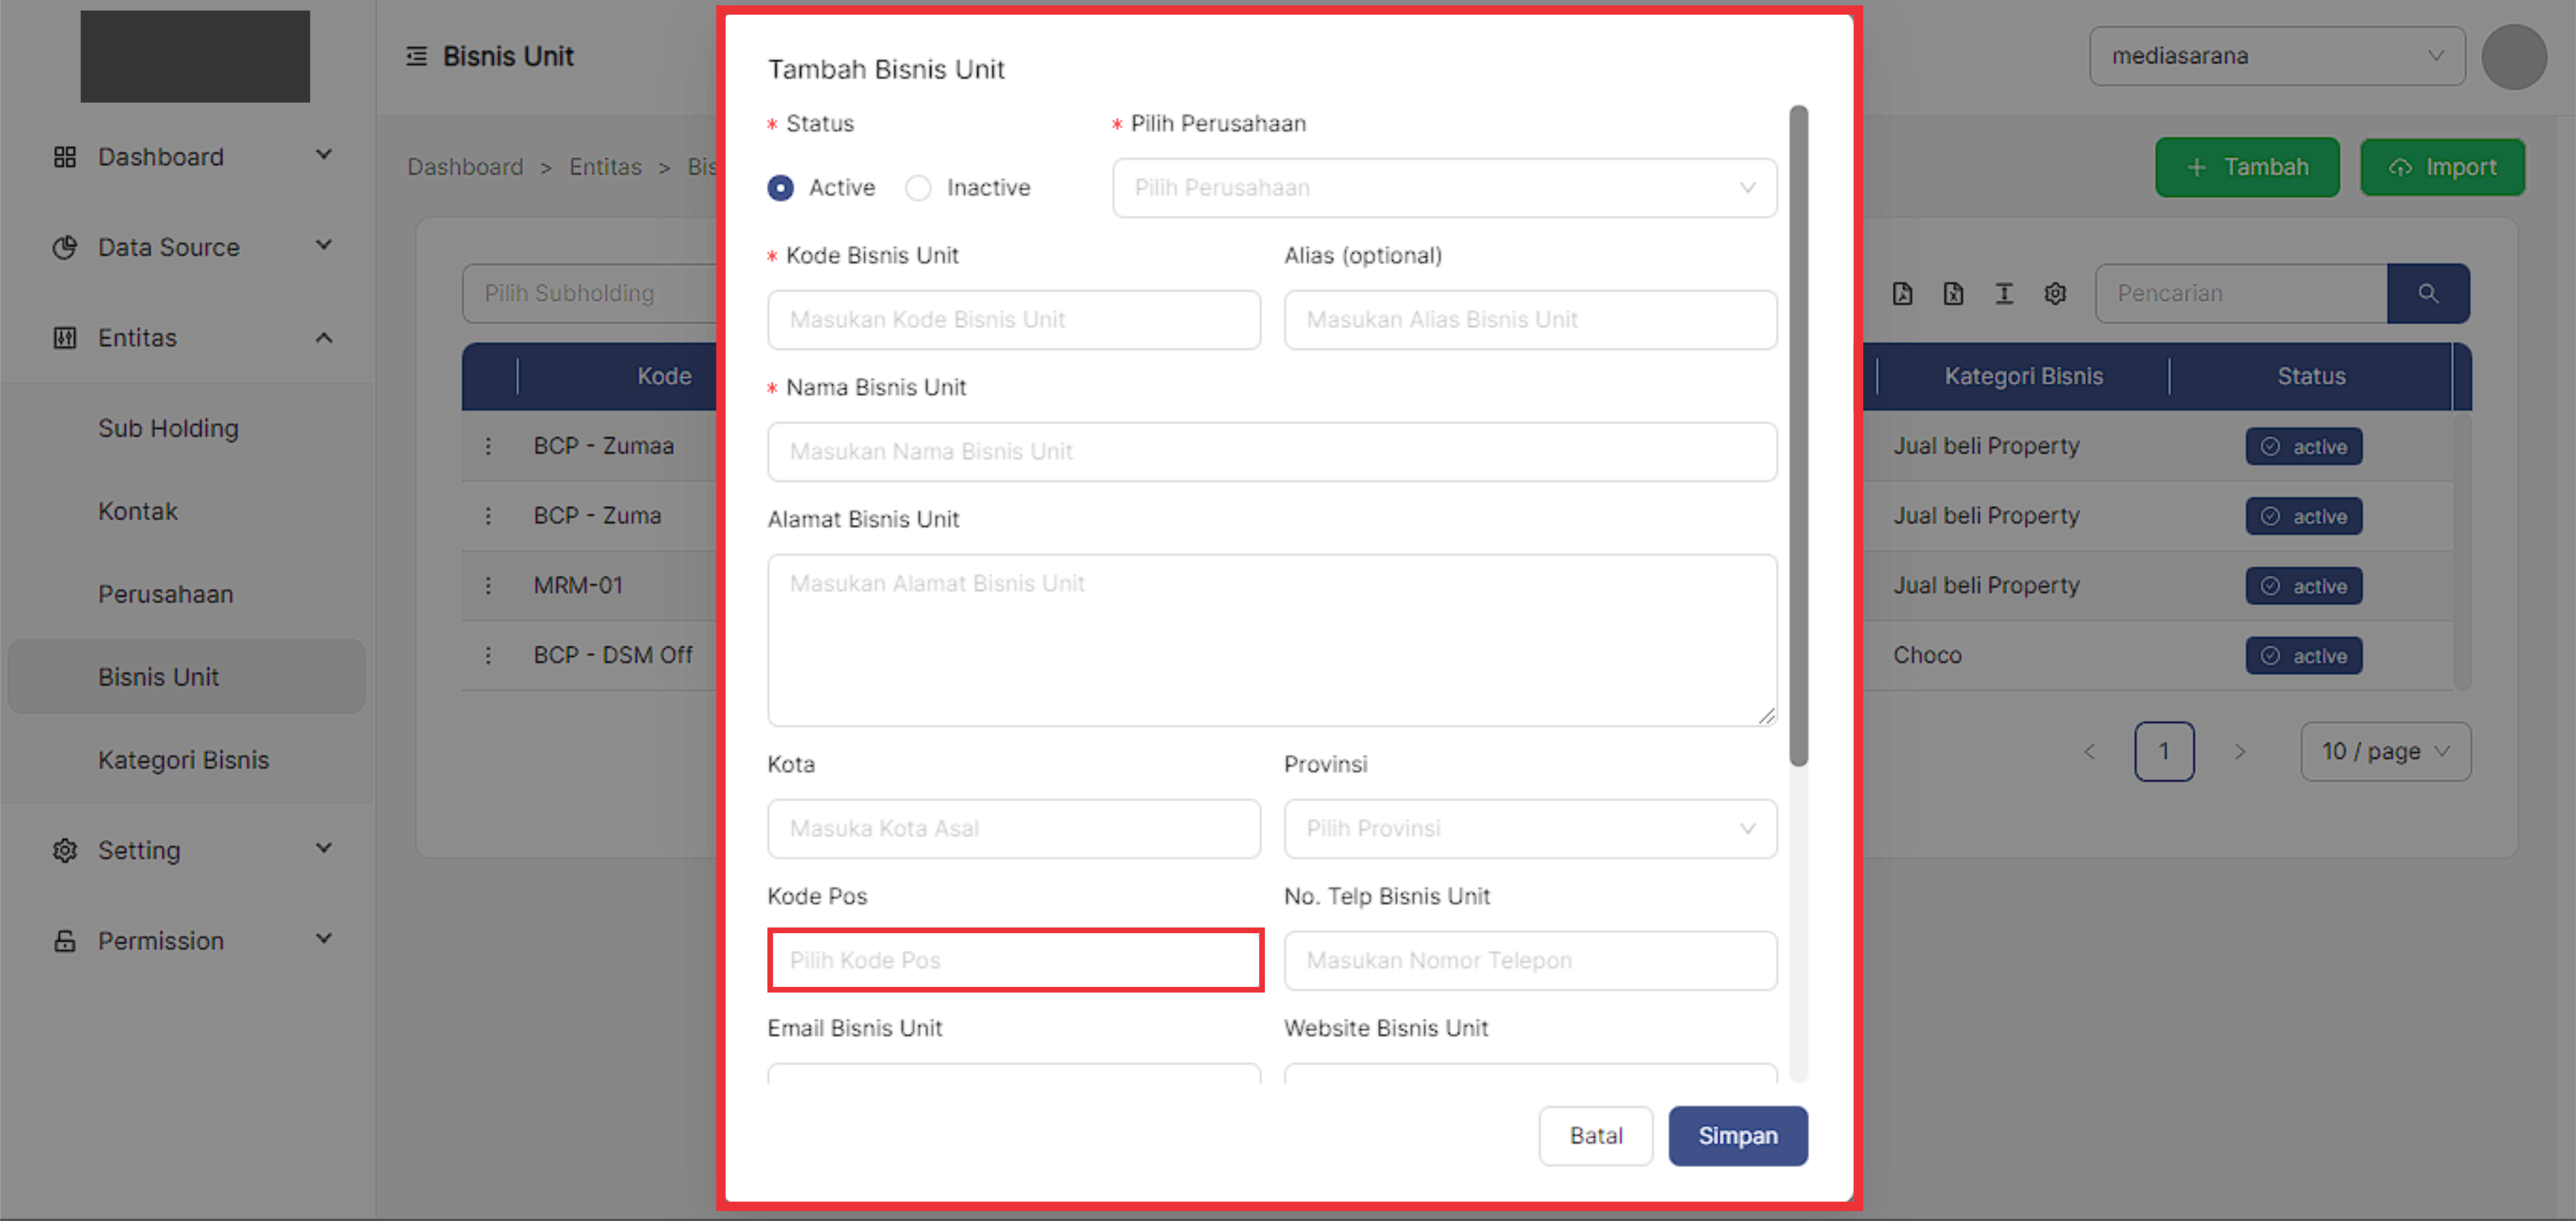 Bisnis Unit
mediasarana
Dashboard
Data Source
Entitas
Sub Holding
Kontak
Perusahaan
Bisnis Unit
Kategori Bisnis
Setting
Permission
Dashboard > Entitas > Bis
+ Tambah
Import
Pilih Subholding
Pencarian
Kode
Kategori Bisnis
Status
BCP - Zumaa
Jual beli Property
active
BCP - Zuma
Jual beli Property
active
MRM-01
Jual beli Property
active
BCP - DSM Off
Choco
active
< 1 >
10 / page
Tambah Bisnis Unit
* Status
* Pilih Perusahaan
Active
Inactive
Pilih Perusahaan
* Kode Bisnis Unit
Alias (optional)
Masukan Kode Bisnis Unit
Masukan Alias Bisnis Unit
* Nama Bisnis Unit
Masukan Nama Bisnis Unit
Alamat Bisnis Unit
Masukan Alamat Bisnis Unit
Kota
Provinsi
Masuka Kota Asal
Pilih Provinsi
Kode Pos
No. Telp Bisnis Unit
Pilih Kode Pos
Masukan Nomor Telepon
Email Bisnis Unit
Website Bisnis Unit
Batal
Simpan